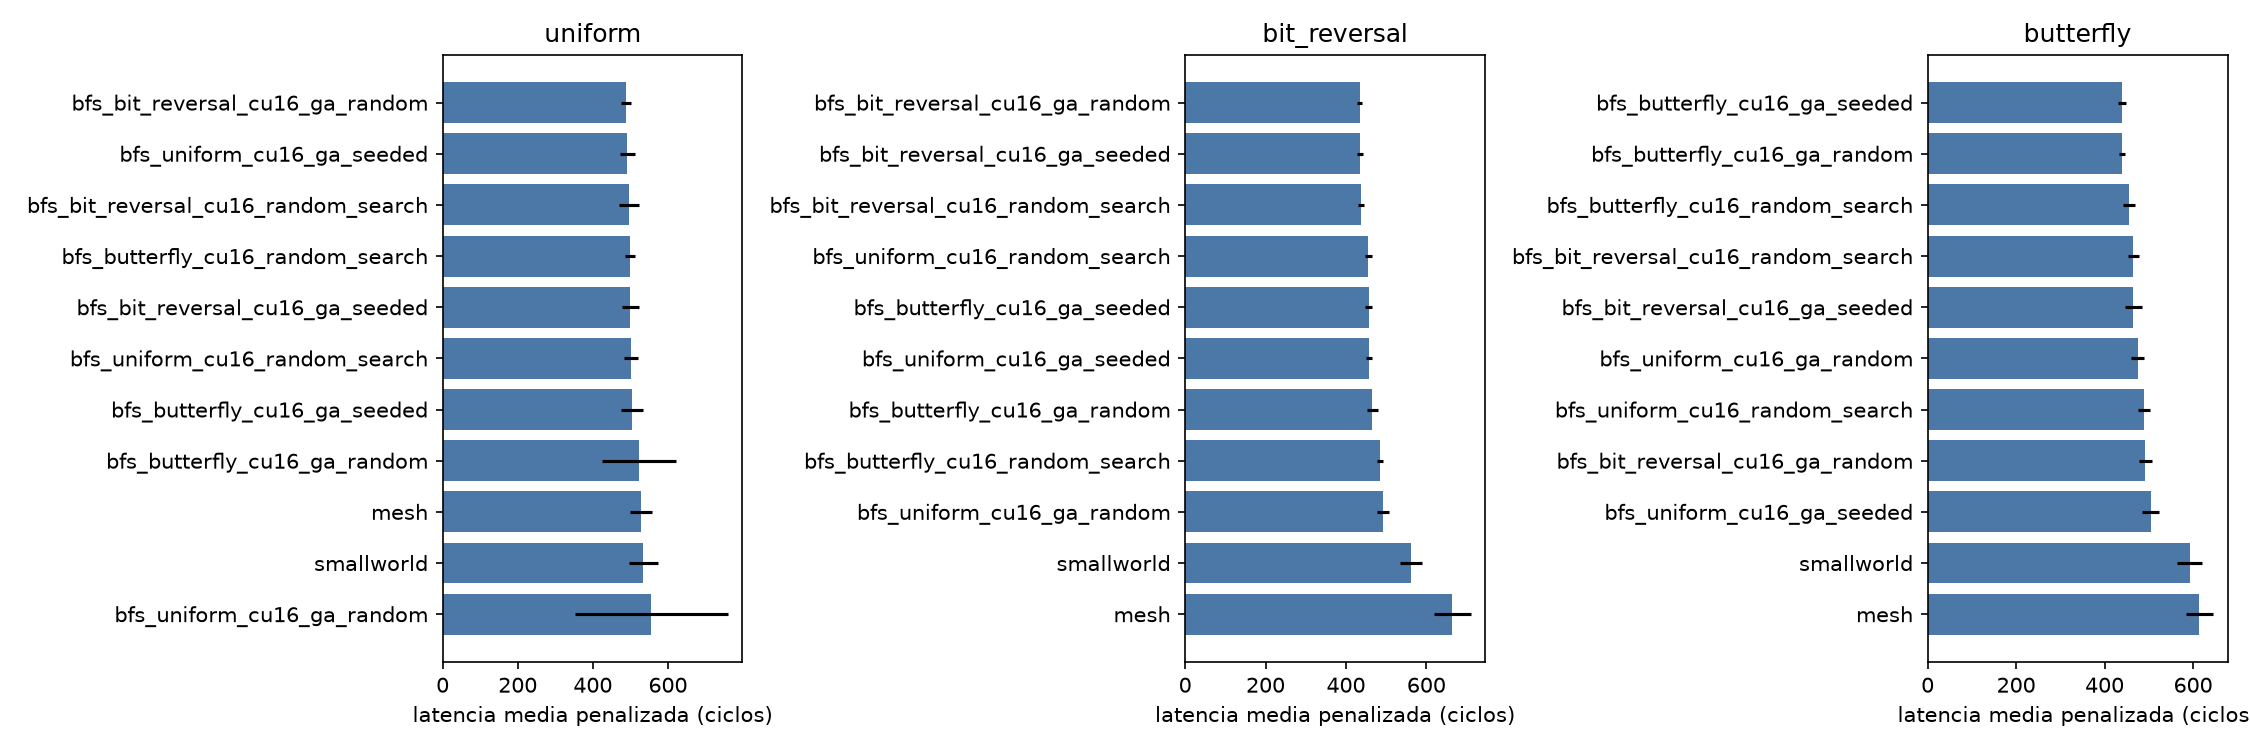 uniform
bfs_bit_reversal_cu16_ga_random
bfs_uniform_cu16_ga_seeded
bfs_bit_reversal_cu16_random_search
bfs_butterfly_cu16_random_search
bfs_bit_reversal_cu16_ga_seeded
bfs_uniform_cu16_random_search
bfs_butterfly_cu16_ga_seeded
bfs_butterfly_cu16_ga_random
mesh
smallworld
bfs_uniform_cu16_ga_random
0 200 400 600
latencia media penalizada (ciclos)
bit_reversal
bfs_bit_reversal_cu16_ga_random
bfs_bit_reversal_cu16_ga_seeded
bfs_bit_reversal_cu16_random_search
bfs_uniform_cu16_random_search
bfs_butterfly_cu16_ga_seeded
bfs_uniform_cu16_ga_seeded
bfs_butterfly_cu16_ga_random
bfs_butterfly_cu16_random_search
bfs_uniform_cu16_ga_random
smallworld
mesh
0 200 400 600
latencia media penalizada (ciclos)
butterfly
bfs_butterfly_cu16_ga_seeded
bfs_butterfly_cu16_ga_random
bfs_butterfly_cu16_random_search
bfs_bit_reversal_cu16_random_search
bfs_bit_reversal_cu16_ga_seeded
bfs_uniform_cu16_ga_random
bfs_uniform_cu16_random_search
bfs_bit_reversal_cu16_ga_random
bfs_uniform_cu16_ga_seeded
smallworld
mesh
0 200 400 600
latencia media penalizada (ciclos